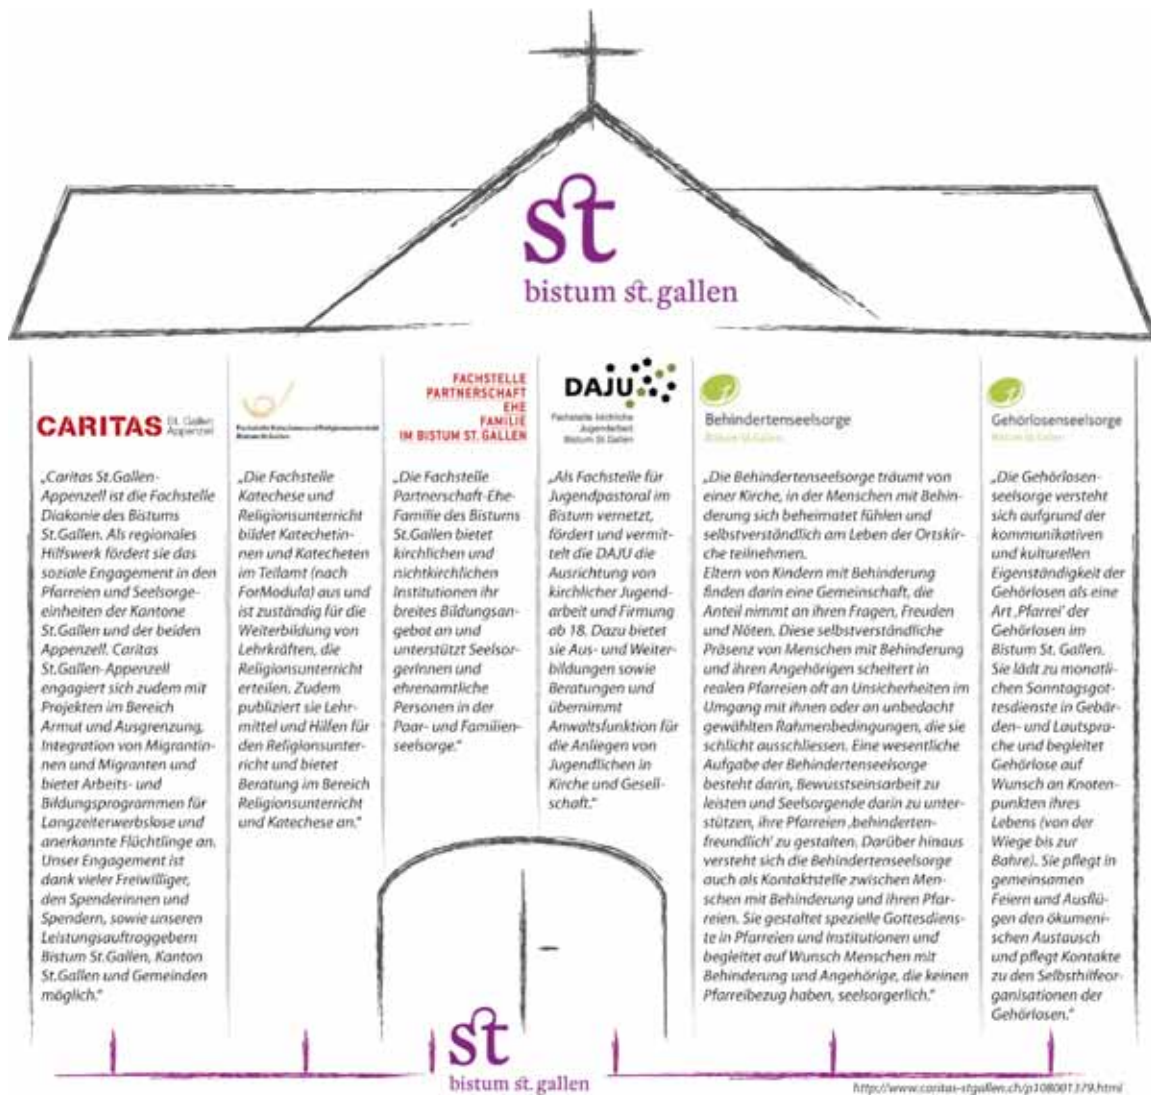 st
bistum st. gallen
CARITAS St. Gallen
Appenzell
„Caritas St.Gallen-
Appenzell ist die Fachstelle
Diakonie des Bistums
St.Gallen. Als regionales
Hilfswerk fördert sie das
soziale Engagement in den
Pfarreien und Seelsorge-
einheiten der Kantone
St.Gallen und der beiden
Appenzell. Caritas
St.Gallen-Appenzell
engagiert sich zudem mit
Projekten im Bereich
Armut und Ausgrenzung,
Integration von Migrantin-
nen und Migranten und
bietet Arbeits- und
Bildungsprogrammen für
Langzeiterwerbslose und
anerkannte Flüchtlinge an.
Unser Engagement ist
dank vieler Freiwilliger,
den Spenderinnen und
Spendern, sowie unseren
Leistungsauftraggebern
Bistum St.Gallen, Kanton
St.Gallen und Gemeinden
möglich.“
Fachstelle Katechese und Religionsunterricht
Bistum St.Gallen
„Die Fachstelle
Katechese und
Religionsunterricht
bildet Katechetin-
nen und Katecheten
im Teilamt (nach
ForModula) aus und
ist zuständig für die
Weiterbildung von
Lehrkräften, die
Religionsunterricht
erteilen. Zudem
publiziert sie Lehr-
mittel und Hilfen für
den Religionsunter-
richt und bietet
Beratung im Bereich
Religionsunterricht
und Katechese an.“
FACHSTELLE
PARTNERSCHAFT
EHE
FAMILIE
IM BISTUM ST. GALLEN
„Die Fachstelle
Partnerschaft-Ehe-
Familie des Bistums
St.Gallen bietet
kirchlichen und
nichtkirchlichen
Institutionen ihr
breites Bildungsan-
gebot an und
unterstützt Seelsor-
gerInnen und
ehrenamtliche
Personen in der
Paar- und Familien-
seelsorge.“
DAJU
Fachstelle kirchliche
Jugendarbeit
Bistum St.Gallen
„Als Fachstelle für
Jugendpastoral im
Bistum vernetzt,
fördert und vermit-
telt die DAJU die
Ausrichtung von
kirchlicher Jugend-
arbeit und Firmung
ab 18. Dazu bietet
sie Aus- und Weiter-
bildungen sowie
Beratungen und
übernimmt
Anwaltsfunktion für
die Anliegen von
Jugendlichen in
Kirche und Gesell-
schaft.“
Behindertenseelsorge
Bistum St.Gallen
„Die Behindertenseelsorge träumt von
einer Kirche, in der Menschen mit Behin-
derung sich beheimatet fühlen und
selbstverständlich am Leben der Ortskir-
che teilnehmen.
Eltern von Kindern mit Behinderung
finden darin eine Gemeinschaft, die
Anteil nimmt an ihren Fragen, Freuden
und Nöten. Diese selbstverständliche
Präsenz von Menschen mit Behinderung
und ihren Angehörigen scheitert in
realen Pfarreien oft an Unsicherheiten im
Umgang mit ihnen oder an unbedacht
gewählten Rahmenbedingungen, die sie
schlicht ausschliessen. Eine wesentliche
Aufgabe der Behindertenseelsorge
besteht darin, Bewusstseinsarbeit zu
leisten und Seelsorgende darin zu unter-
stützen, ihre Pfarreien ‚behinderten-
freundlich‘ zu gestalten. Darüber hinaus
versteht sich die Behindertenseelsorge
auch als Kontaktstelle zwischen Men-
schen mit Behinderung und ihren Pfar-
reien. Sie gestaltet spezielle Gottesdiens-
te in Pfarreien und Institutionen und
begleitet auf Wunsch Menschen mit
Behinderung und Angehörige, die keinen
Pfarreibezug haben, seelsorgerlich.“
Gehörlosenseelsorge
Bistum St.Gallen
„Die Gehörlosen-
seelsorge versteht
sich aufgrund der
kommunikativen
und kulturellen
Eigenständigkeit der
Gehörlosen als eine
Art ‚Pfarrei‘ der
Gehörlosen im
Bistum St. Gallen.
Sie lädt zu monatli-
chen Sonntagsgot-
tesdienste in Gebär-
den- und Lautspra-
che und begleitet
Gehörlose auf
Wunsch an Knoten-
punkten ihres
Lebens (von der
Wiege bis zur
Bahre). Sie pflegt in
gemeinsamen
Feiern und Ausflü-
gen den ökumeni-
schen Austausch
und pflegt Kontakte
zu den Selbsthilfeor-
ganisationen der
Gehörlosen.“
st
bistum st. gallen
http://www.caritas-stgallen.ch/p108001379.html